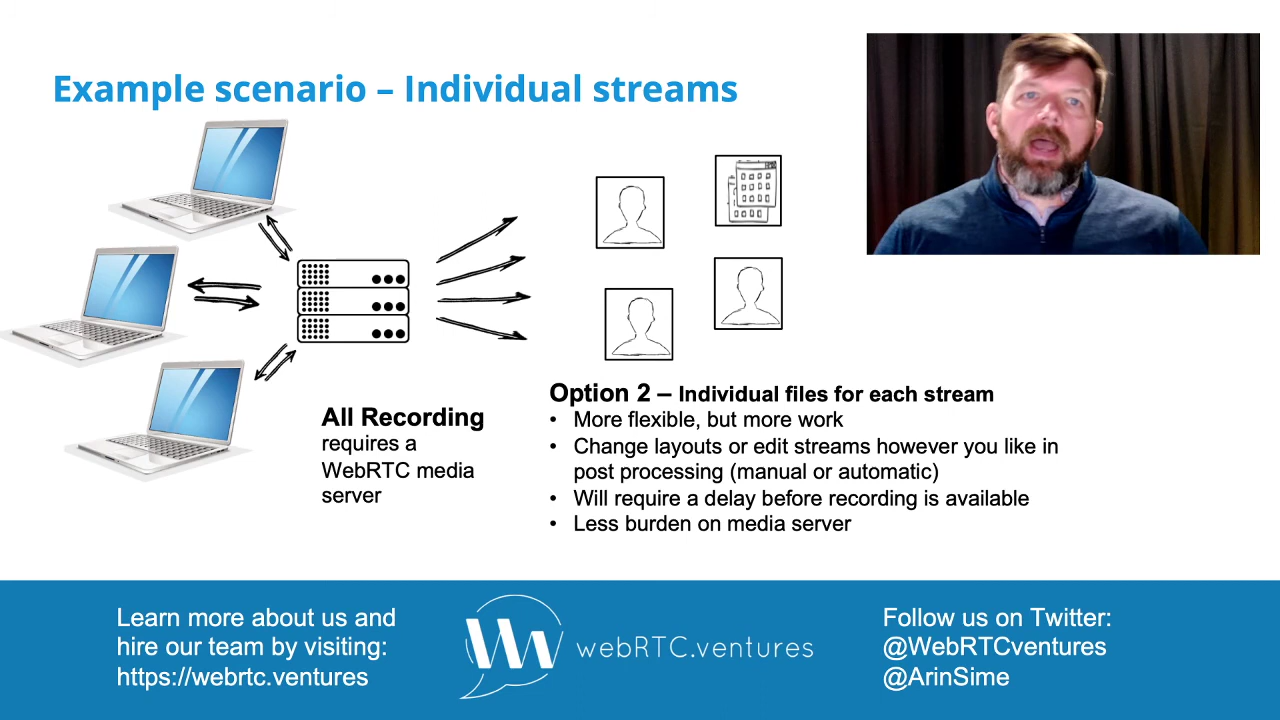 Example scenario – Individual streams
All Recording
requires a
WebRTC media
server
Option 2 – Individual files for each stream
• More flexible, but more work
• Change layouts or edit streams however you like in
post processing (manual or automatic)
• Will require a delay before recording is available
• Less burden on media server
Learn more about us and
hire our team by visiting:
https://webrtc.ventures
webRTC.ventures
Follow us on Twitter:
@WebRTCventures
@ArinSime